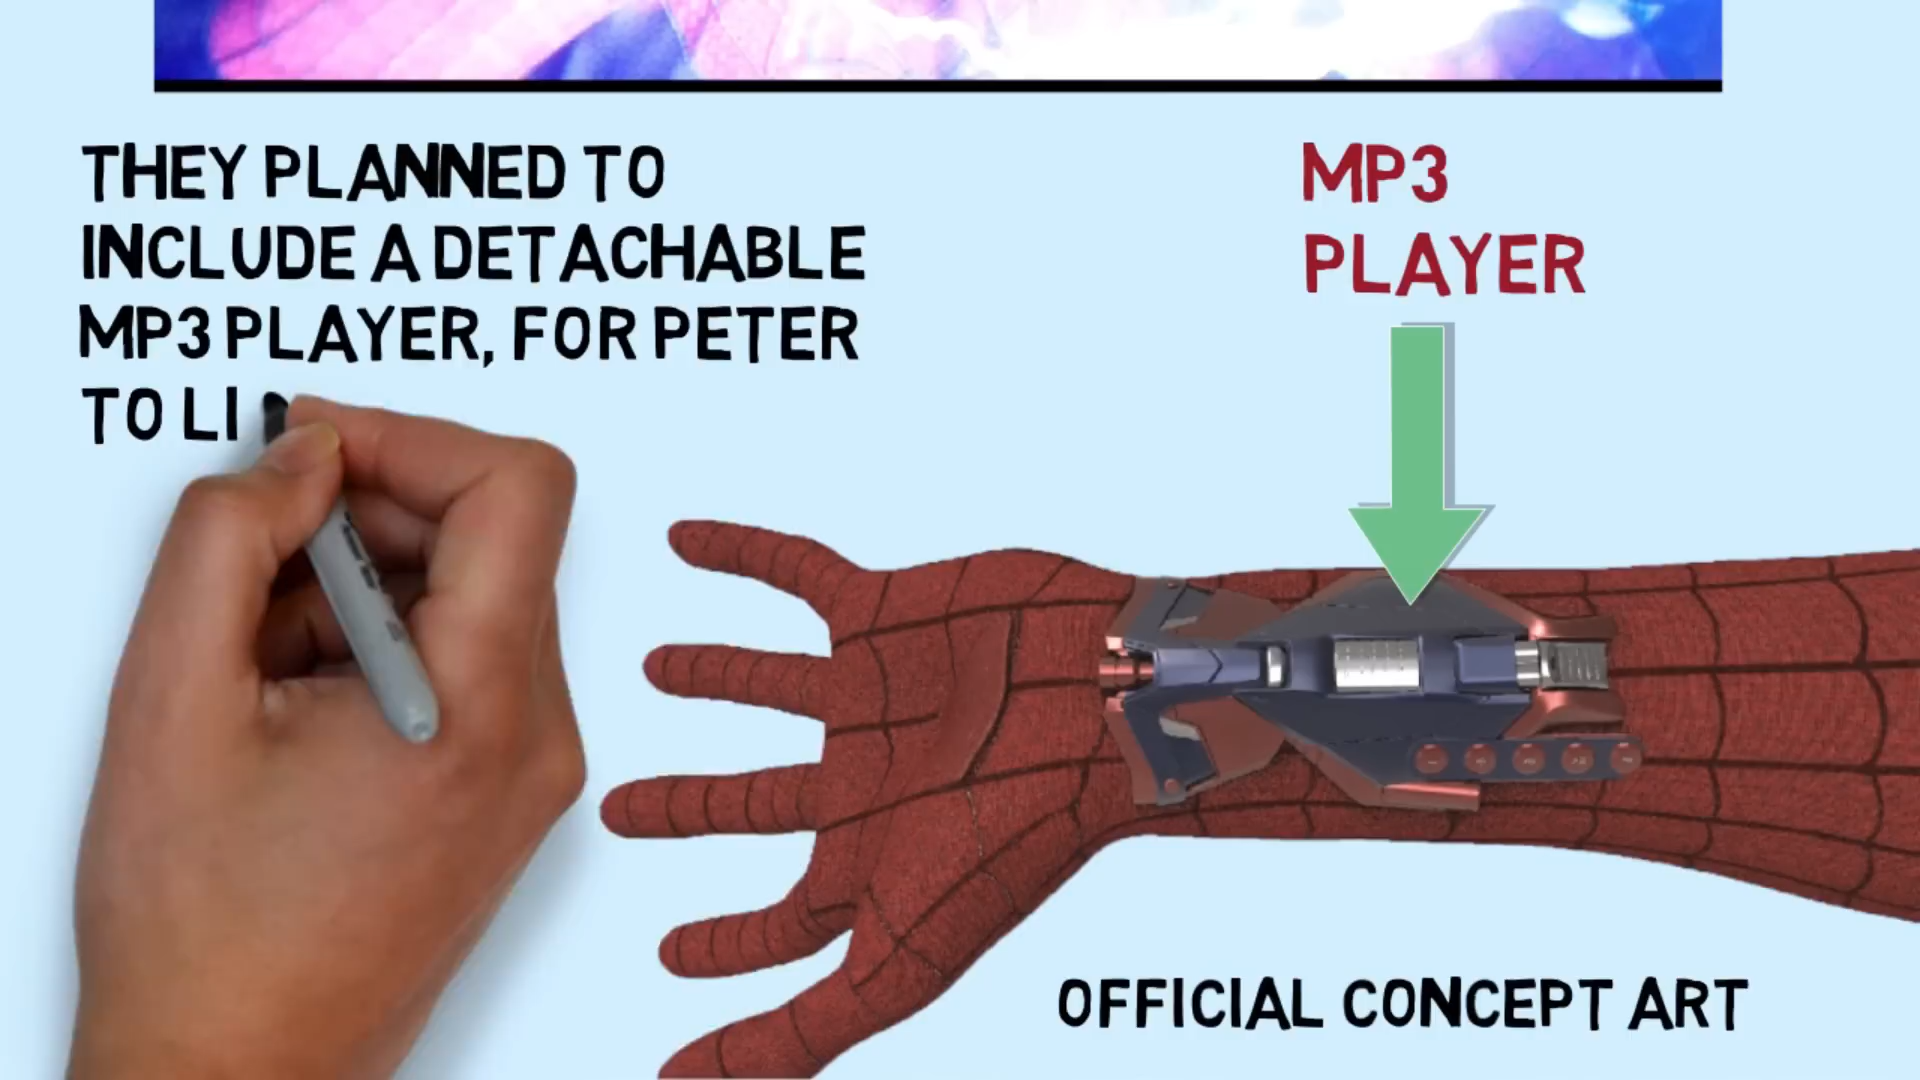 THEY PLANNED TO
INCLUDE A DETACHABLE
MP3 PLAYER, FOR PETER
TO LI
MP3
PLAYER
OFFICIAL CONCEPT ART